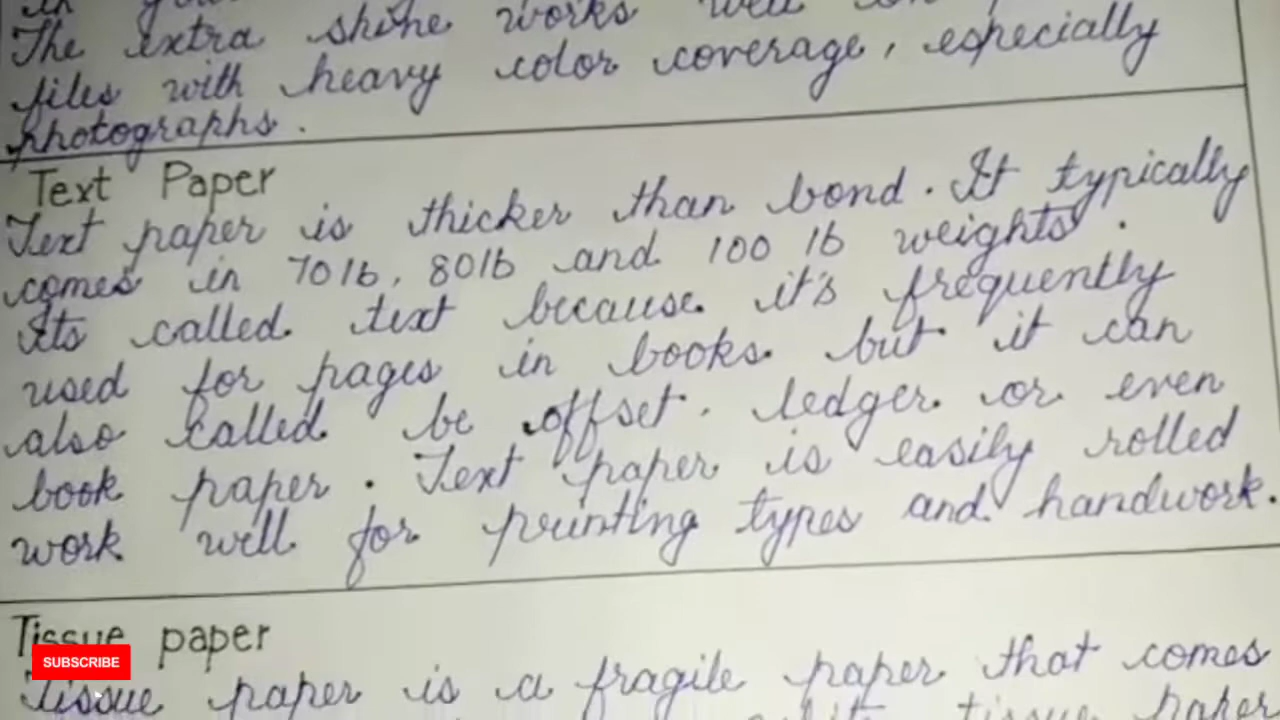 The extra shine works well
files with heavy color coverage, especially
photographs.
Text Paper
Text paper is thicker than bond. It typically
comes in 70lb, 80lb and 100 lb weights.
Its called text because it's frequently
used for pages in books but it can
also called be offset, ledger or even
book paper. Text paper is easily rolled
work well for printing types and handwork.
Tissue paper
SUBSCRIBE
Tissue paper is a fragile paper that comes
tissue paper